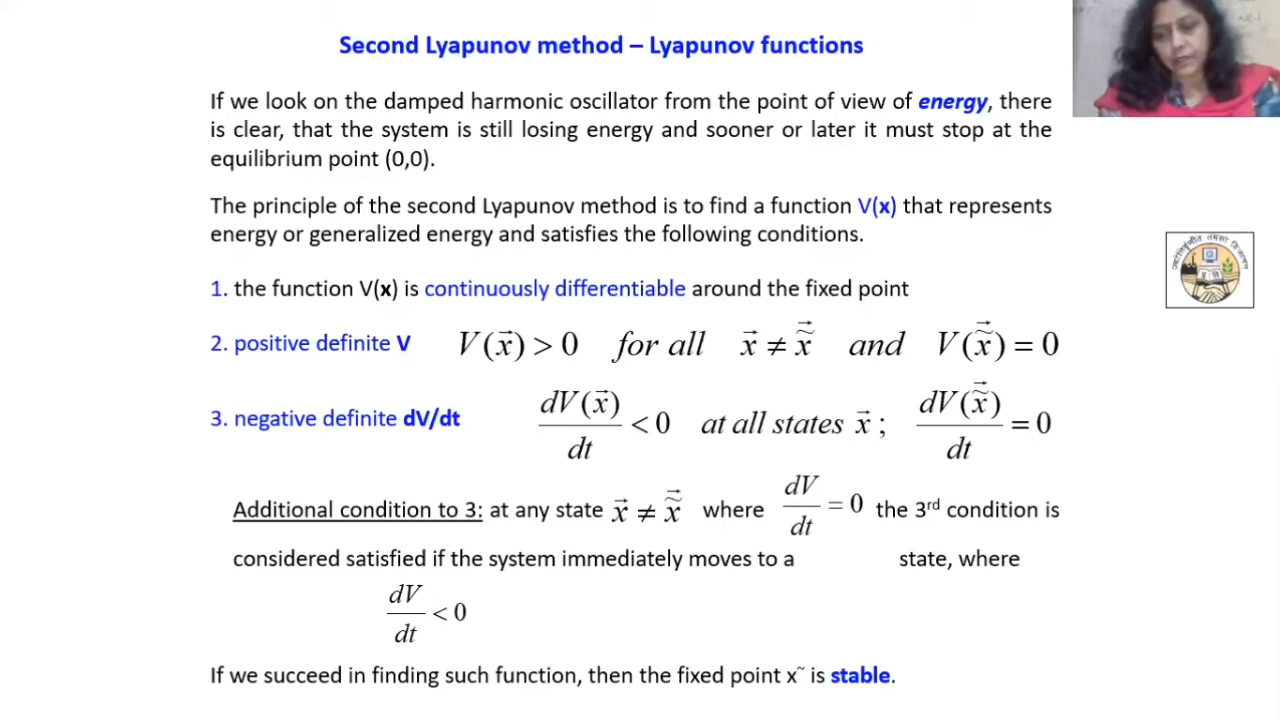 Second Lyapunov method – Lyapunov functions
If we look on the damped harmonic oscillator from the point of view of energy, there
is clear, that the system is still losing energy and sooner or later it must stop at the
equilibrium point (0,0).
The principle of the second Lyapunov method is to find a function V(x) that represents
energy or generalized energy and satisfies the following conditions.
1. the function V(x) is continuously differentiable around the fixed point
2. positive definite V V(x⃗) > 0 for all x⃗ ≠ x̃⃗ and V(x̃⃗) = 0
3. negative definite dV/dt dV(x⃗)/dt < 0 at all states x⃗ ; dV(x̃⃗)/dt = 0
Additional condition to 3: at any state x⃗ ≠ x̃⃗ where dV/dt = 0 the 3rd condition is
considered satisfied if the system immediately moves to a state, where
dV/dt < 0
If we succeed in finding such function, then the fixed point x˜ is stable.